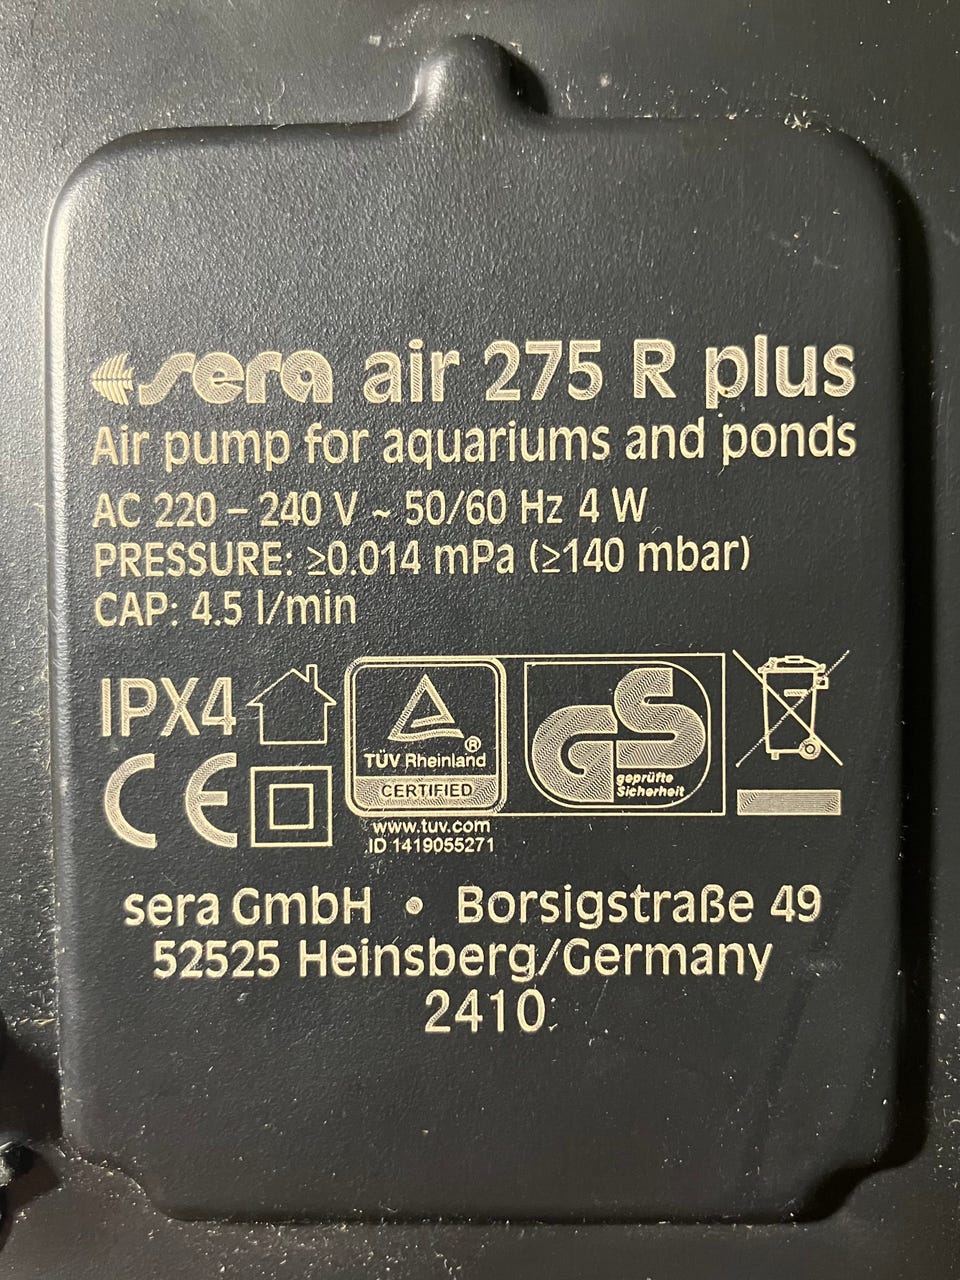 sera air 275 R plus
Air pump for aquariums and ponds
AC 220 – 240 V ~ 50/60 Hz 4 W
PRESSURE: ≥0.014 mPa (≥140 mbar)
CAP: 4.5 l/min
IPX4
CE
TÜV Rheinland ®
CERTIFIED
www.tuv.com
ID 1419055271
GS
geprüfte
Sicherheit
sera GmbH • Borsigstraße 49
52525 Heinsberg/Germany
2410